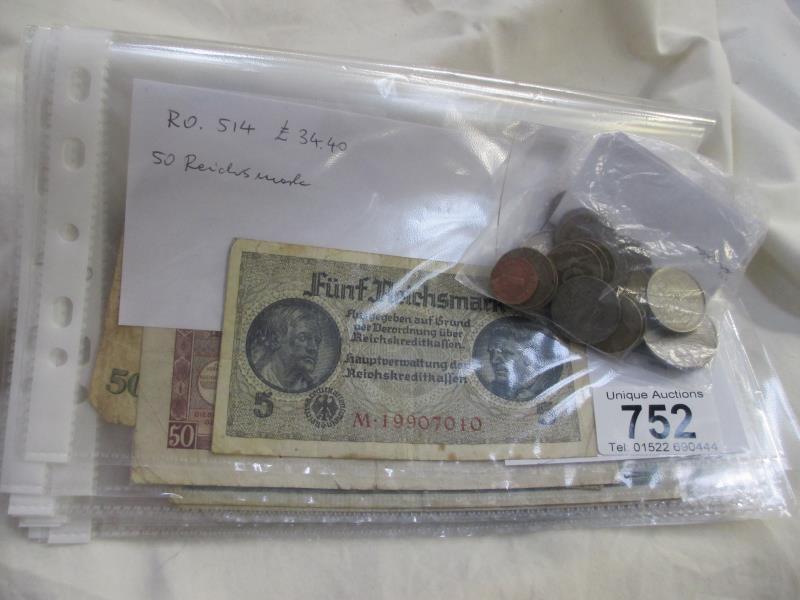 RO. 514 £ 34.40
50 Reichsmark
Fünf Reichsmark
Ausgegeben auf Grund
der Verordnung über
Reichskreditkassen
Hauptverwaltung der
Reichskreditkassen
5
5
M·19907010
50
50
Unique Auctions
752
Tel: 01522 690444